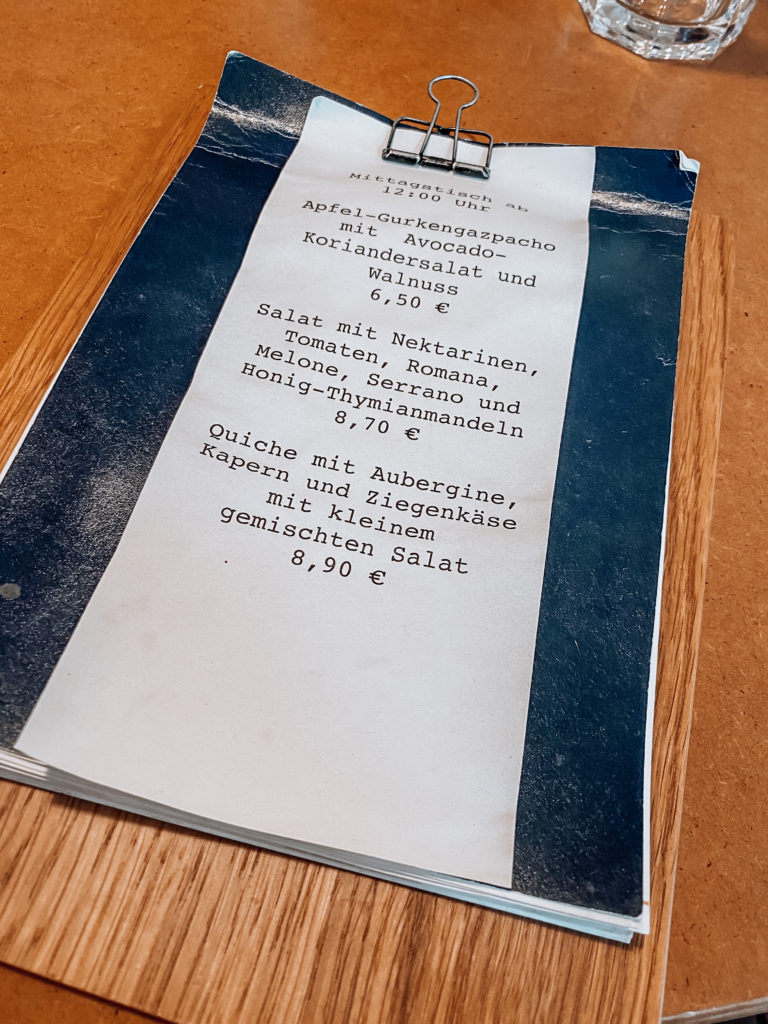 Mittagstisch ab
12:00 Uhr
Apfel-Gurkengazpacho
mit Avocado-
Koriandersalat und
Walnuss
6,50 €
Salat mit Nektarinen,
Tomaten, Romana,
Melone, Serrano und
Honig-Thymianmandeln
8,70 €
Quiche mit Aubergine,
Kapern und Ziegenkäse
mit kleinem
gemischten Salat
8,90 €